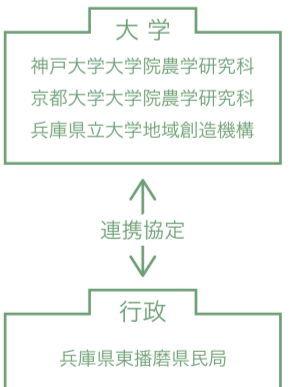 大学
神戸大学大学院農学研究科
京都大学大学院農学研究科
兵庫県立大学地域創造機構
連携協定
行政
兵庫県東播磨県民局